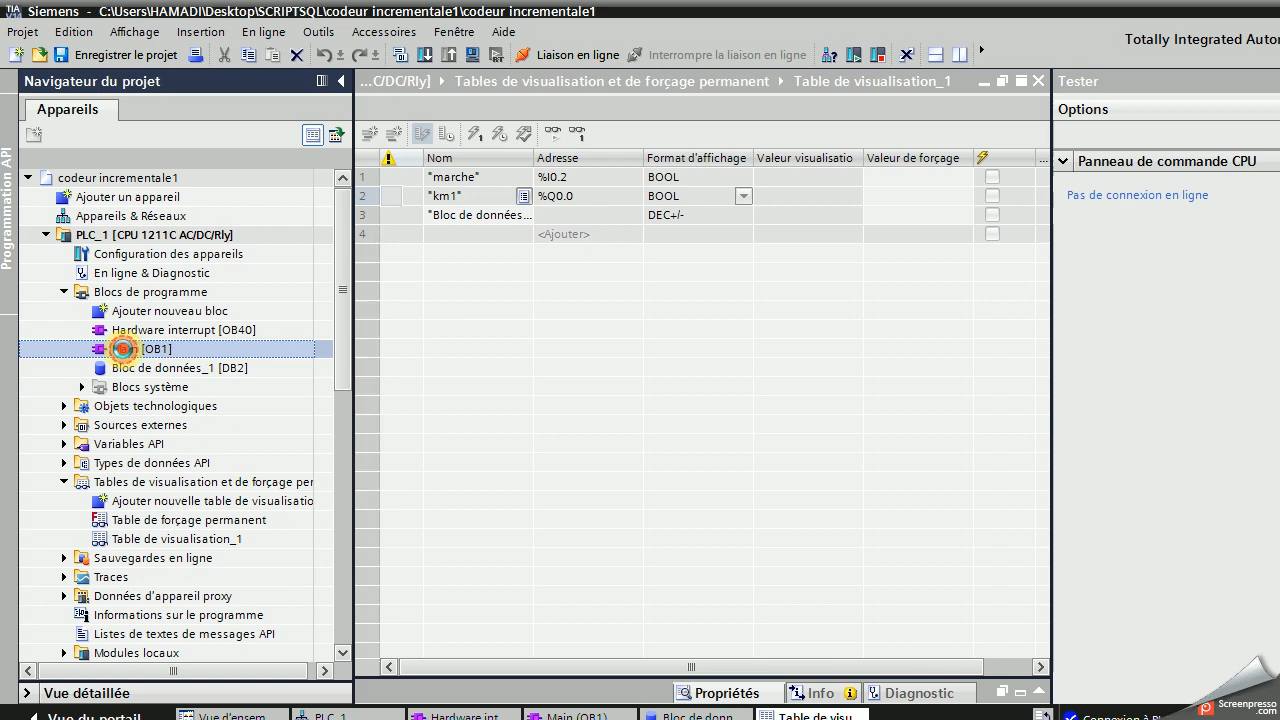 TIA V14 Siemens - C:\Users\HAMADI\Desktop\SCRIPTSQL\codeur incrementale1\codeur incrementale1
Projet Edition Affichage Insertion En ligne Outils Accessoires Fenêtre Aide
Totally Integrated Autor
Enregistrer le projet Liaison en ligne Interrompre la liaison en ligne
Navigateur du projet
...C/DC/Rly] Tables de visualisation et de forçage permanent Table de visualisation_1
Tester
Appareils
Options
Programmation API
Nom Adresse Format d'affichage Valeur visualisatio Valeur de forçage ...
Panneau de commande CPU
Pas de connexion en ligne
1 "marche" %I0.2 BOOL
2 "km1" %Q0.0 BOOL
3 "Bloc de données... DEC+/-
4 <Ajouter>
codeur incrementale1
Ajouter un appareil
Appareils & Réseaux
PLC_1 [CPU 1211C AC/DC/Rly]
Configuration des appareils
En ligne & Diagnostic
Blocs de programme
Ajouter nouveau bloc
Hardware interrupt [OB40]
[OB1]
Bloc de données_1 [DB2]
Blocs système
Objets technologiques
Sources externes
Variables API
Types de données API
Tables de visualisation et de forçage per
Ajouter nouvelle table de visualisatio
Table de forçage permanent
Table de visualisation_1
Sauvegardes en ligne
Traces
Données d'appareil proxy
Informations sur le programme
Listes de textes de messages API
Modules locaux
Vue détaillée
Propriétés Info Diagnostic
Vue du portail Vue d'ensem PLC_1 Hardware int Main (OB1) Bloc de donn Table de visu
Connexion à Pl
Screenpresso
.com